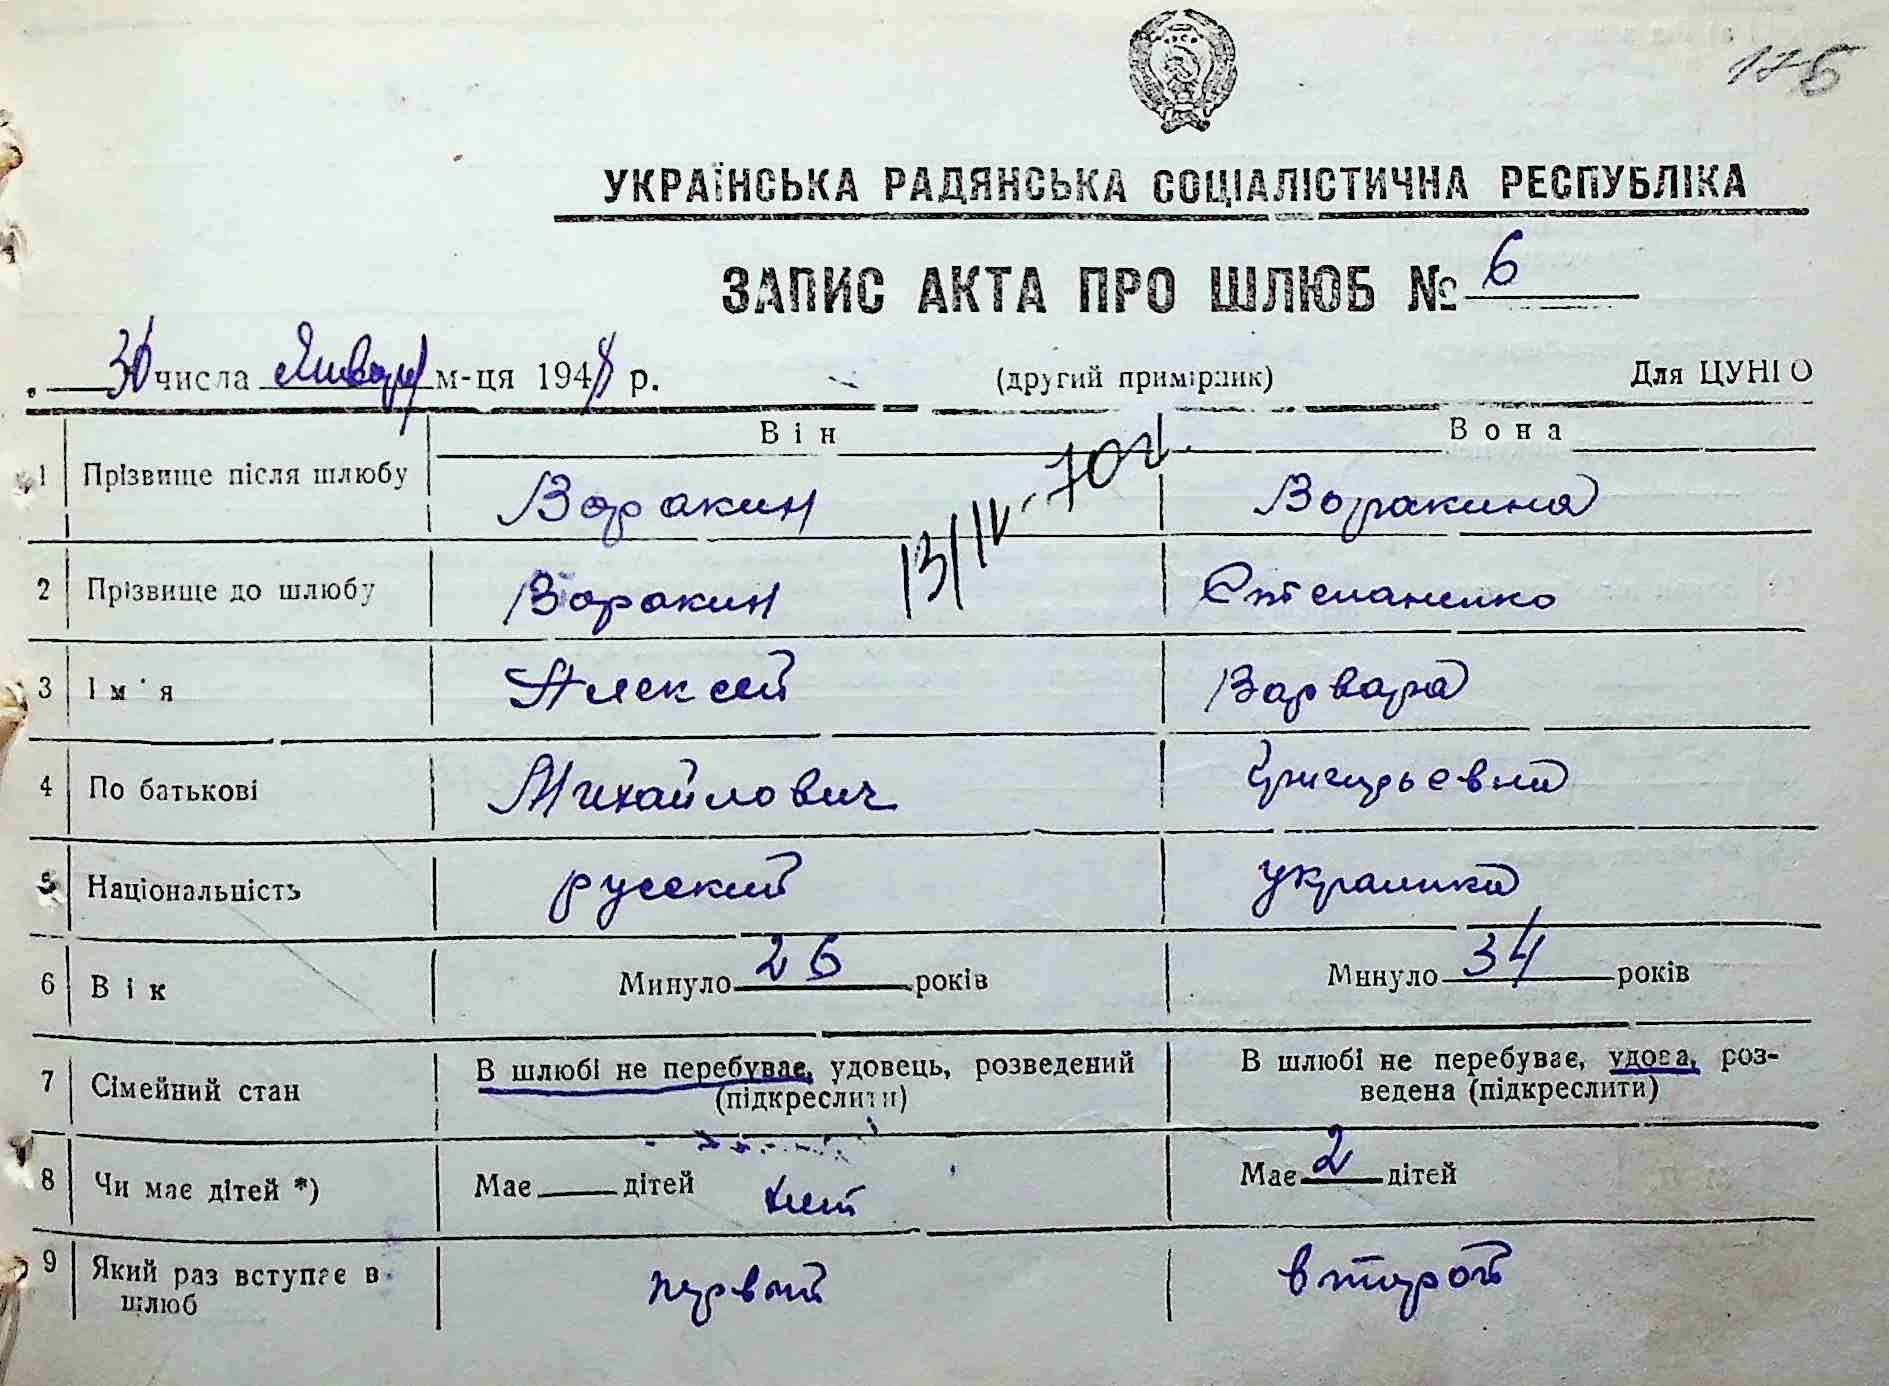 176
УКРАЇНСЬКА РАДЯНСЬКА СОЦІАЛІСТИЧНА РЕСПУБЛІКА
ЗАПИС АКТА ПРО ШЛЮБ № 6
30 числа Январ м-ця 1948 р. (другий примірник) Для ЦУНГО
Він Вона
1 Прізвище після шлюбу Воракин Воракина
13/IV-70г.
2 Прізвище до шлюбу Воракин Степаненко
3 Ім'я Алексей Варвара
4 По батькові Михайлович Григорьевна
5 Національність русский украинка
6 Вік Минуло 26 років Минуло 34 років
7 Сімейний стан В шлюбі не перебуває, удовець, розведений (підкреслити) В шлюбі не перебуває, удова, роз-
ведена (підкреслити)
8 Чи має дітей *) Має дітей нет Має 2 дітей
9 Який раз вступає в шлюб первый второй